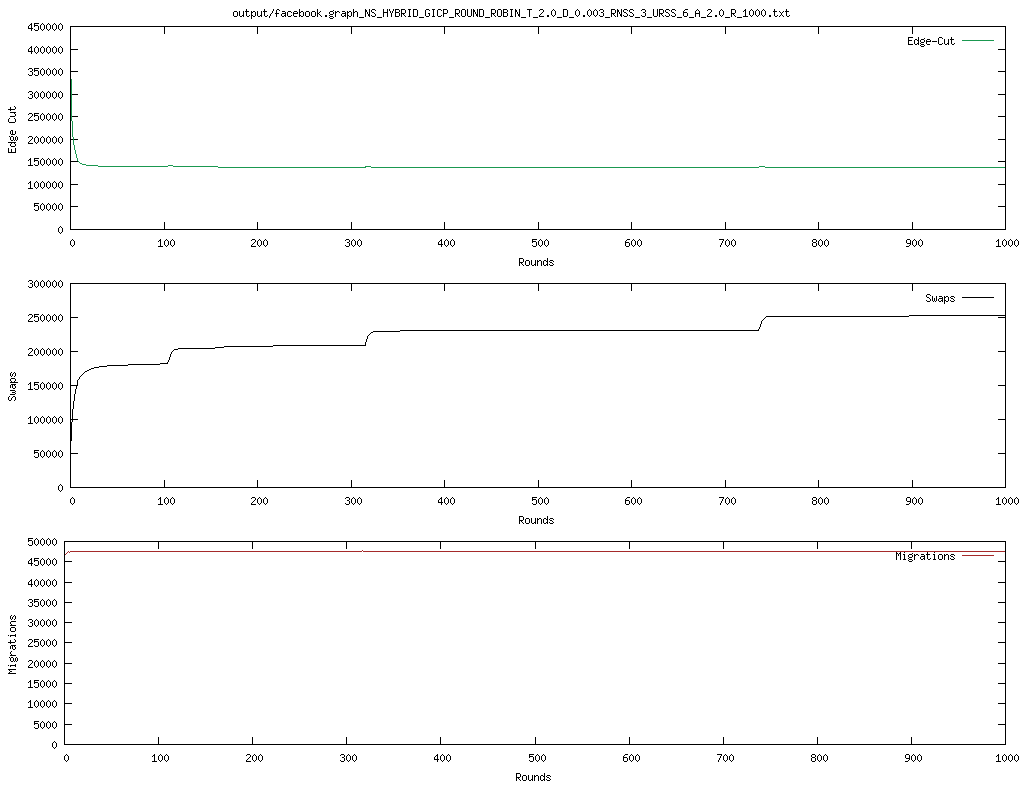 output/facebook.graph_NS_HYBRID_GICP_ROUND_ROBIN_T_2.0_D_0.003_RNSS_3_URSS_6_A_2.0_R_1000.txt
450000
400000
350000
300000
250000
200000
150000
100000
50000
0
Edge Cut
Edge-Cut
0 100 200 300 400 500 600 700 800 900 1000
Rounds
300000
250000
200000
150000
100000
50000
0
Swaps
Swaps
0 100 200 300 400 500 600 700 800 900 1000
Rounds
50000
45000
40000
35000
30000
25000
20000
15000
10000
5000
0
Migrations
Migrations
0 100 200 300 400 500 600 700 800 900 1000
Rounds